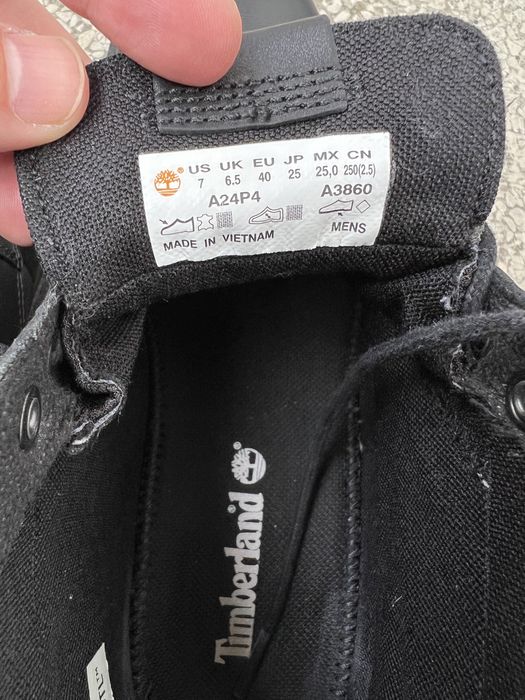 US UK EU JP MX CN
7 6.5 40 25 25,0 250(2.5)
A24P4 A3860
MADE IN VIETNAM MENS
Timberland